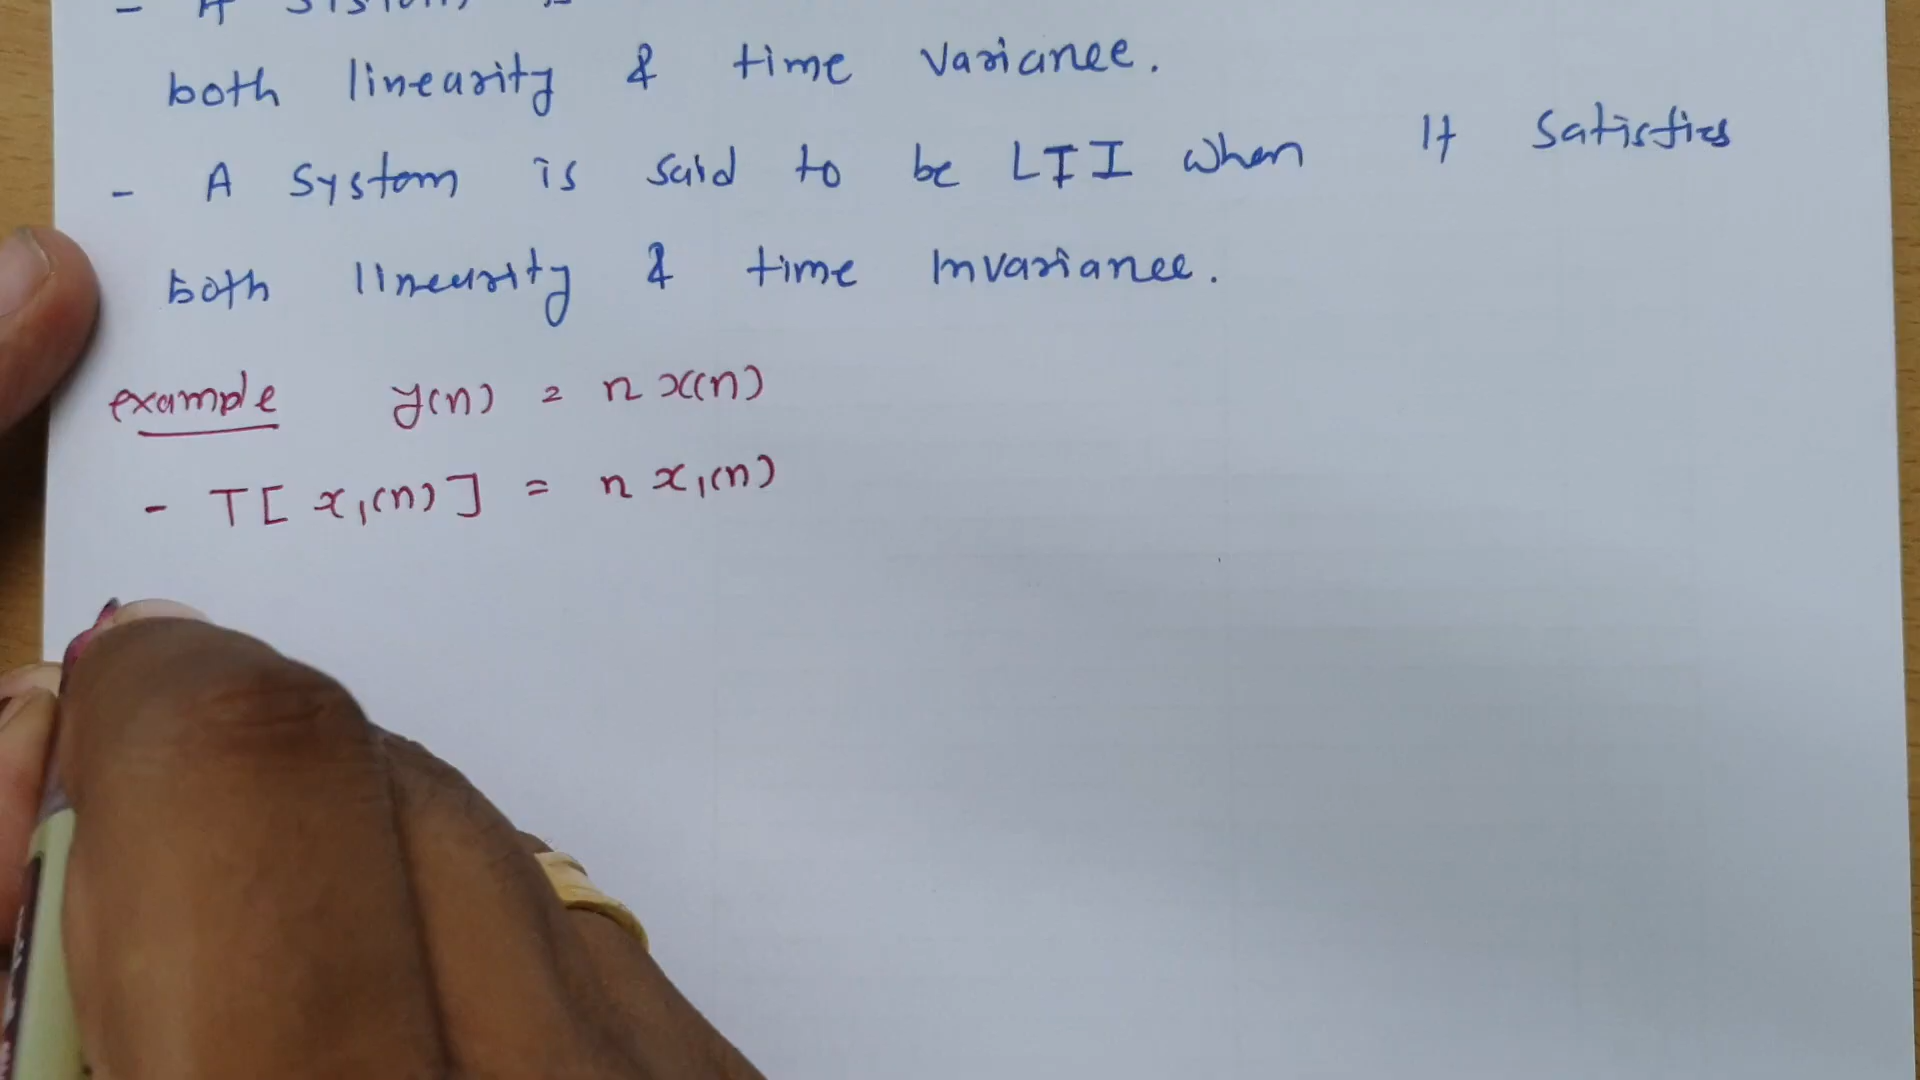 both linearity & time Variance.
- A System is said to be LTI when It Satisfies
both linearity & time Invariance.
example y(n) = n x(n)
- T[x₁(n)] = n x₁(n)